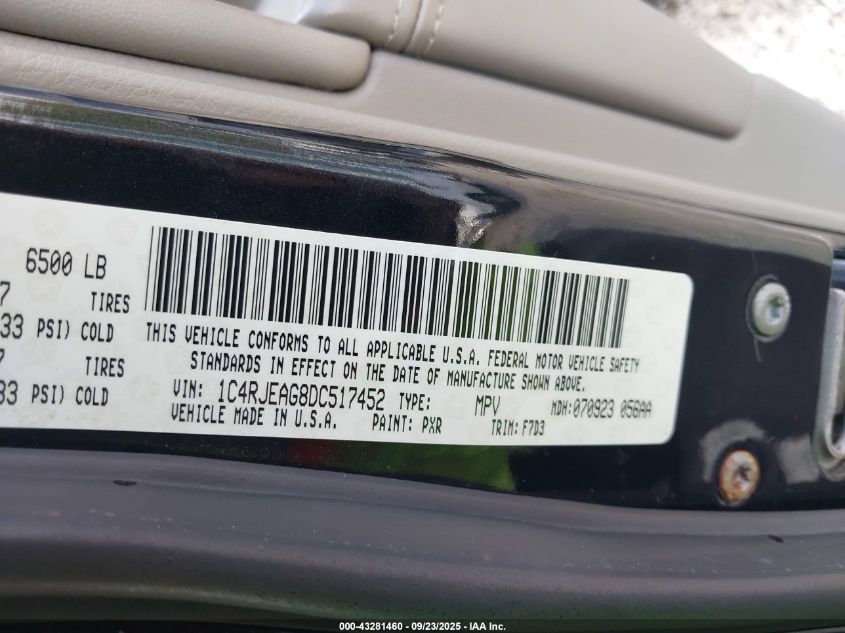 6500 LB
7 TIRES
33 PSI) COLD
7 TIRES
33 PSI) COLD
THIS VEHICLE CONFORMS TO ALL APPLICABLE U.S.A. FEDERAL MOTOR VEHICLE SAFETY
STANDARDS IN EFFECT ON THE DATE OF MANUFACTURE SHOWN ABOVE.
VIN: 1C4RJEAG8DC517452 TYPE: MPV MDH: 070923 056AA
VEHICLE MADE IN U.S.A. PAINT: PXR TRIM: F7D3
000-43281460 - 09/23/2025 - IAA Inc.